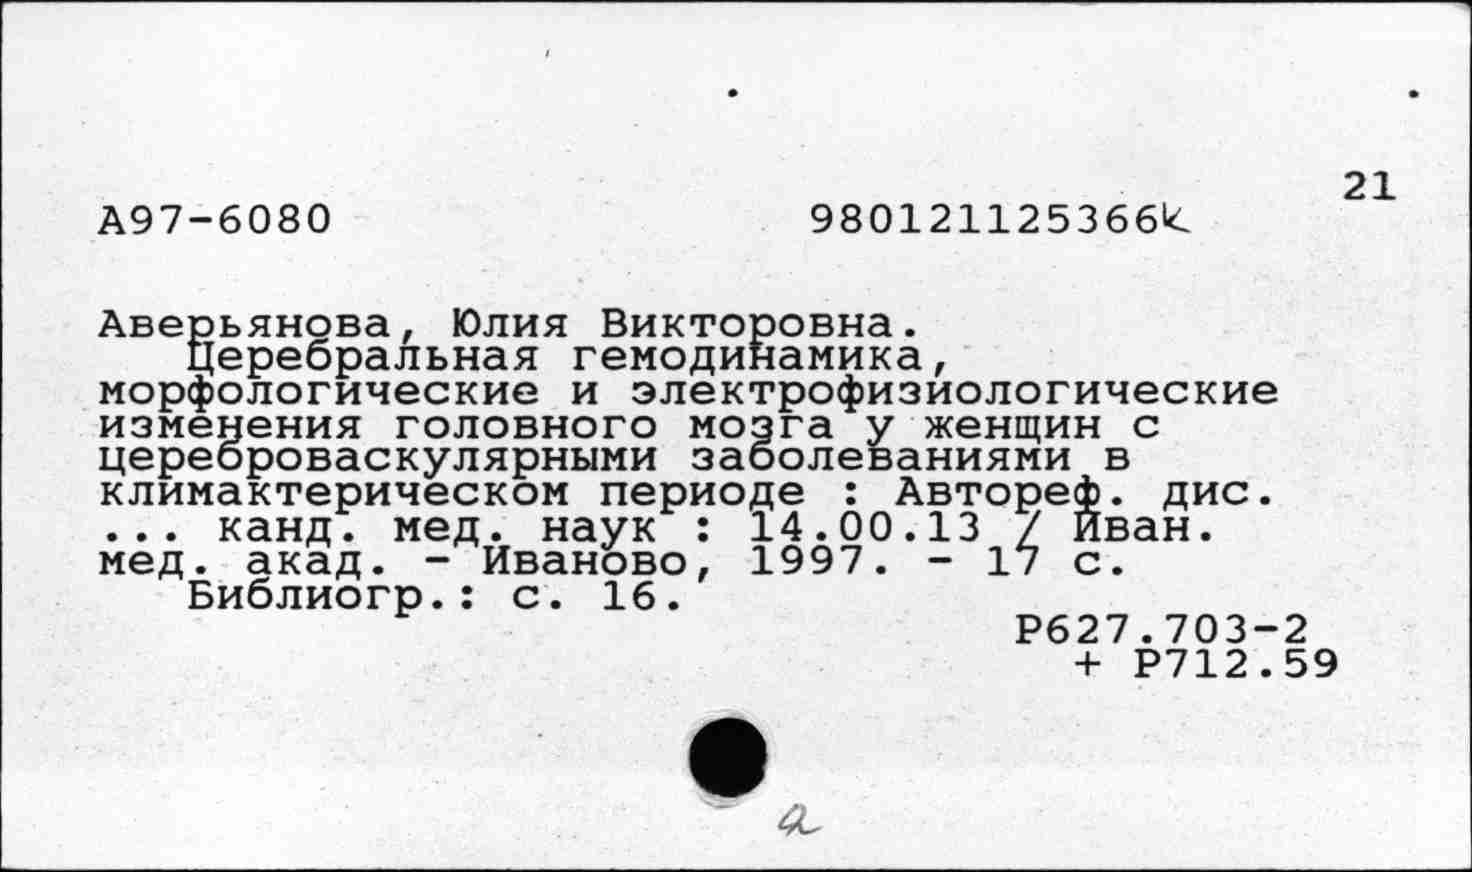 21
А97-6080 980121125366к
Аверьянова, Юлия Викторовна.
Церебральная гемодинамика,
морфологические и электрофизиологические
изменения головного мозга у женщин с
цереброваскулярными заболеваниями в
климактерическом периоде : Автореф. дис.
... канд. мед. наук : 14.00.13 / Иван.
мед. акад. - Иваново, 1997. - 17 с.
Библиогр.: с. 16.
Р627.703-2
+ Р712.59
а